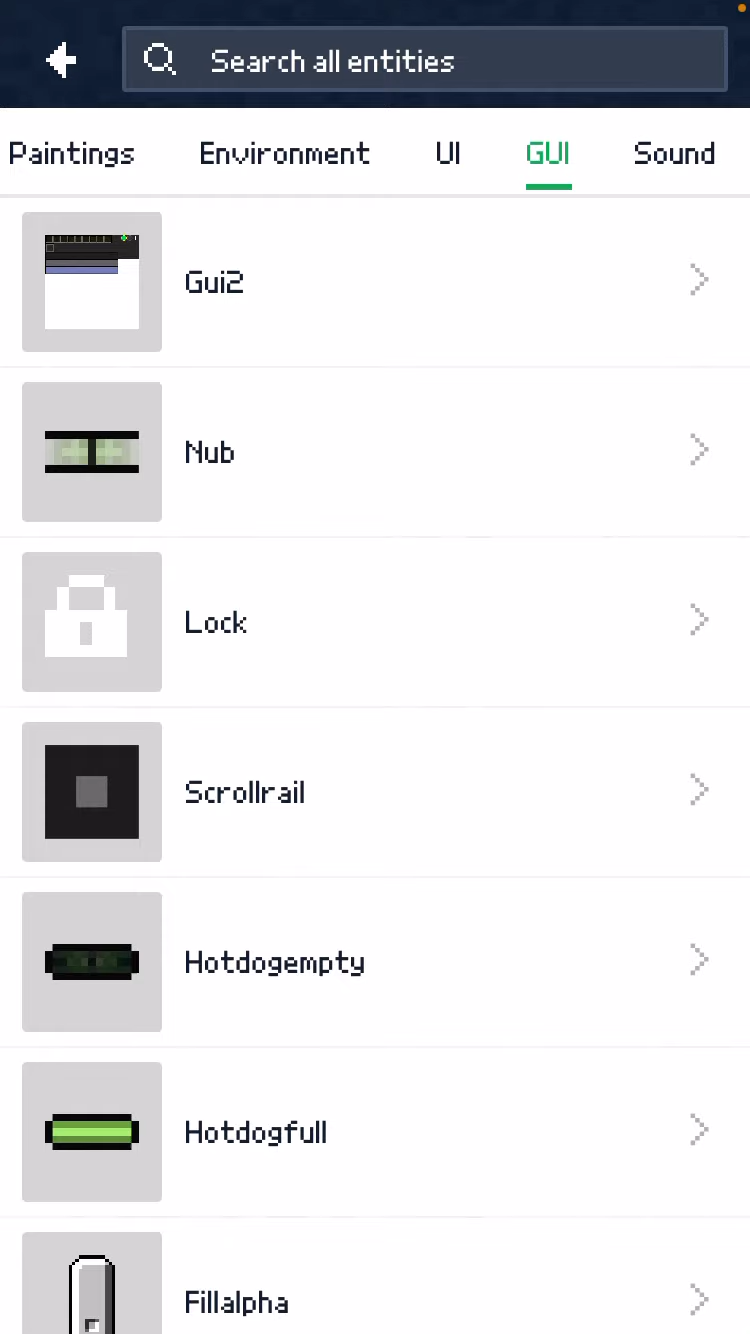 Search all entities
Paintings Environment UI GUI Sound
Gui2
Nub
Lock
Scrollrail
Hotdogempty
Hotdogfull
Fillalpha